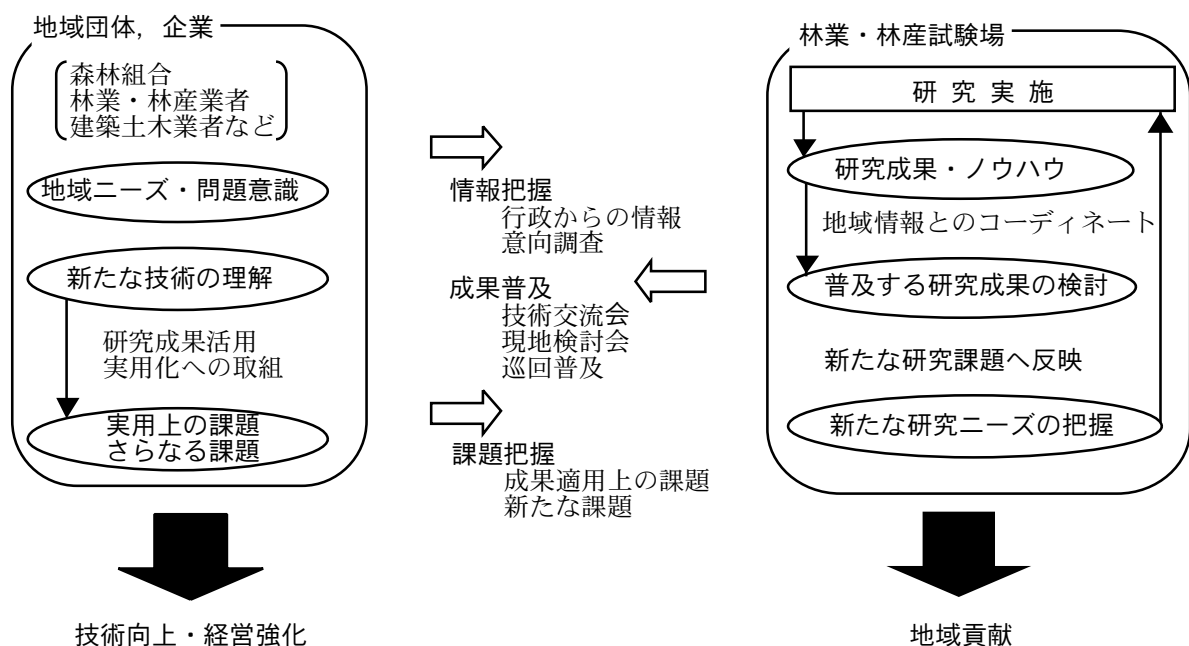 地域団体，企業
森林組合
林業・林産業者
建築土木業者など
地域ニーズ・問題意識
新たな技術の理解
研究成果活用
実用化への取組
実用上の課題
さらなる課題
技術向上・経営強化
情報把握
行政からの情報
意向調査
成果普及
技術交流会
現地検討会
巡回普及
課題把握
成果適用上の課題
新たな課題
林業・林産試験場
研 究 実 施
研究成果・ノウハウ
地域情報とのコーディネート
普及する研究成果の検討
新たな研究課題へ反映
新たな研究ニーズの把握
地域貢献